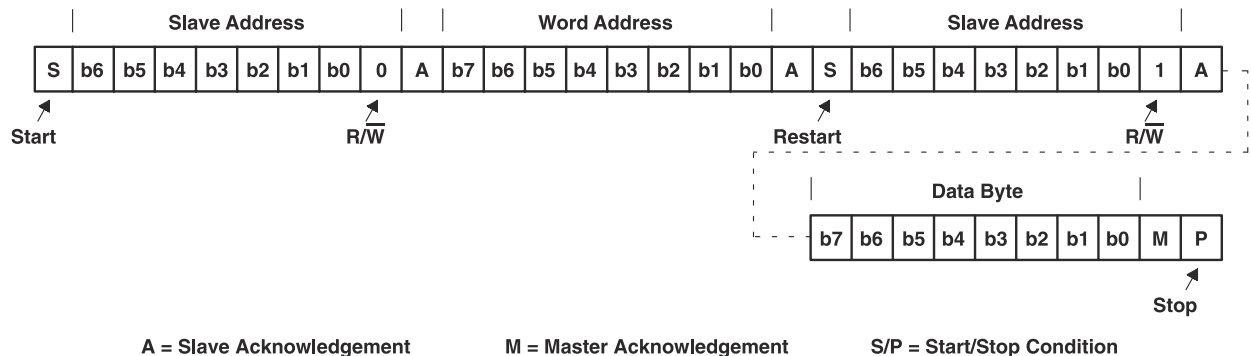 Slave Address Word Address Slave Address
S b6 b5 b4 b3 b2 b1 b0 0 A b7 b6 b5 b4 b3 b2 b1 b0 A S b6 b5 b4 b3 b2 b1 b0 1 A
Start R/W̅ Restart R/W̅
Data Byte
b7 b6 b5 b4 b3 b2 b1 b0 M P
Stop
A = Slave Acknowledgement M = Master Acknowledgement S/P = Start/Stop Condition